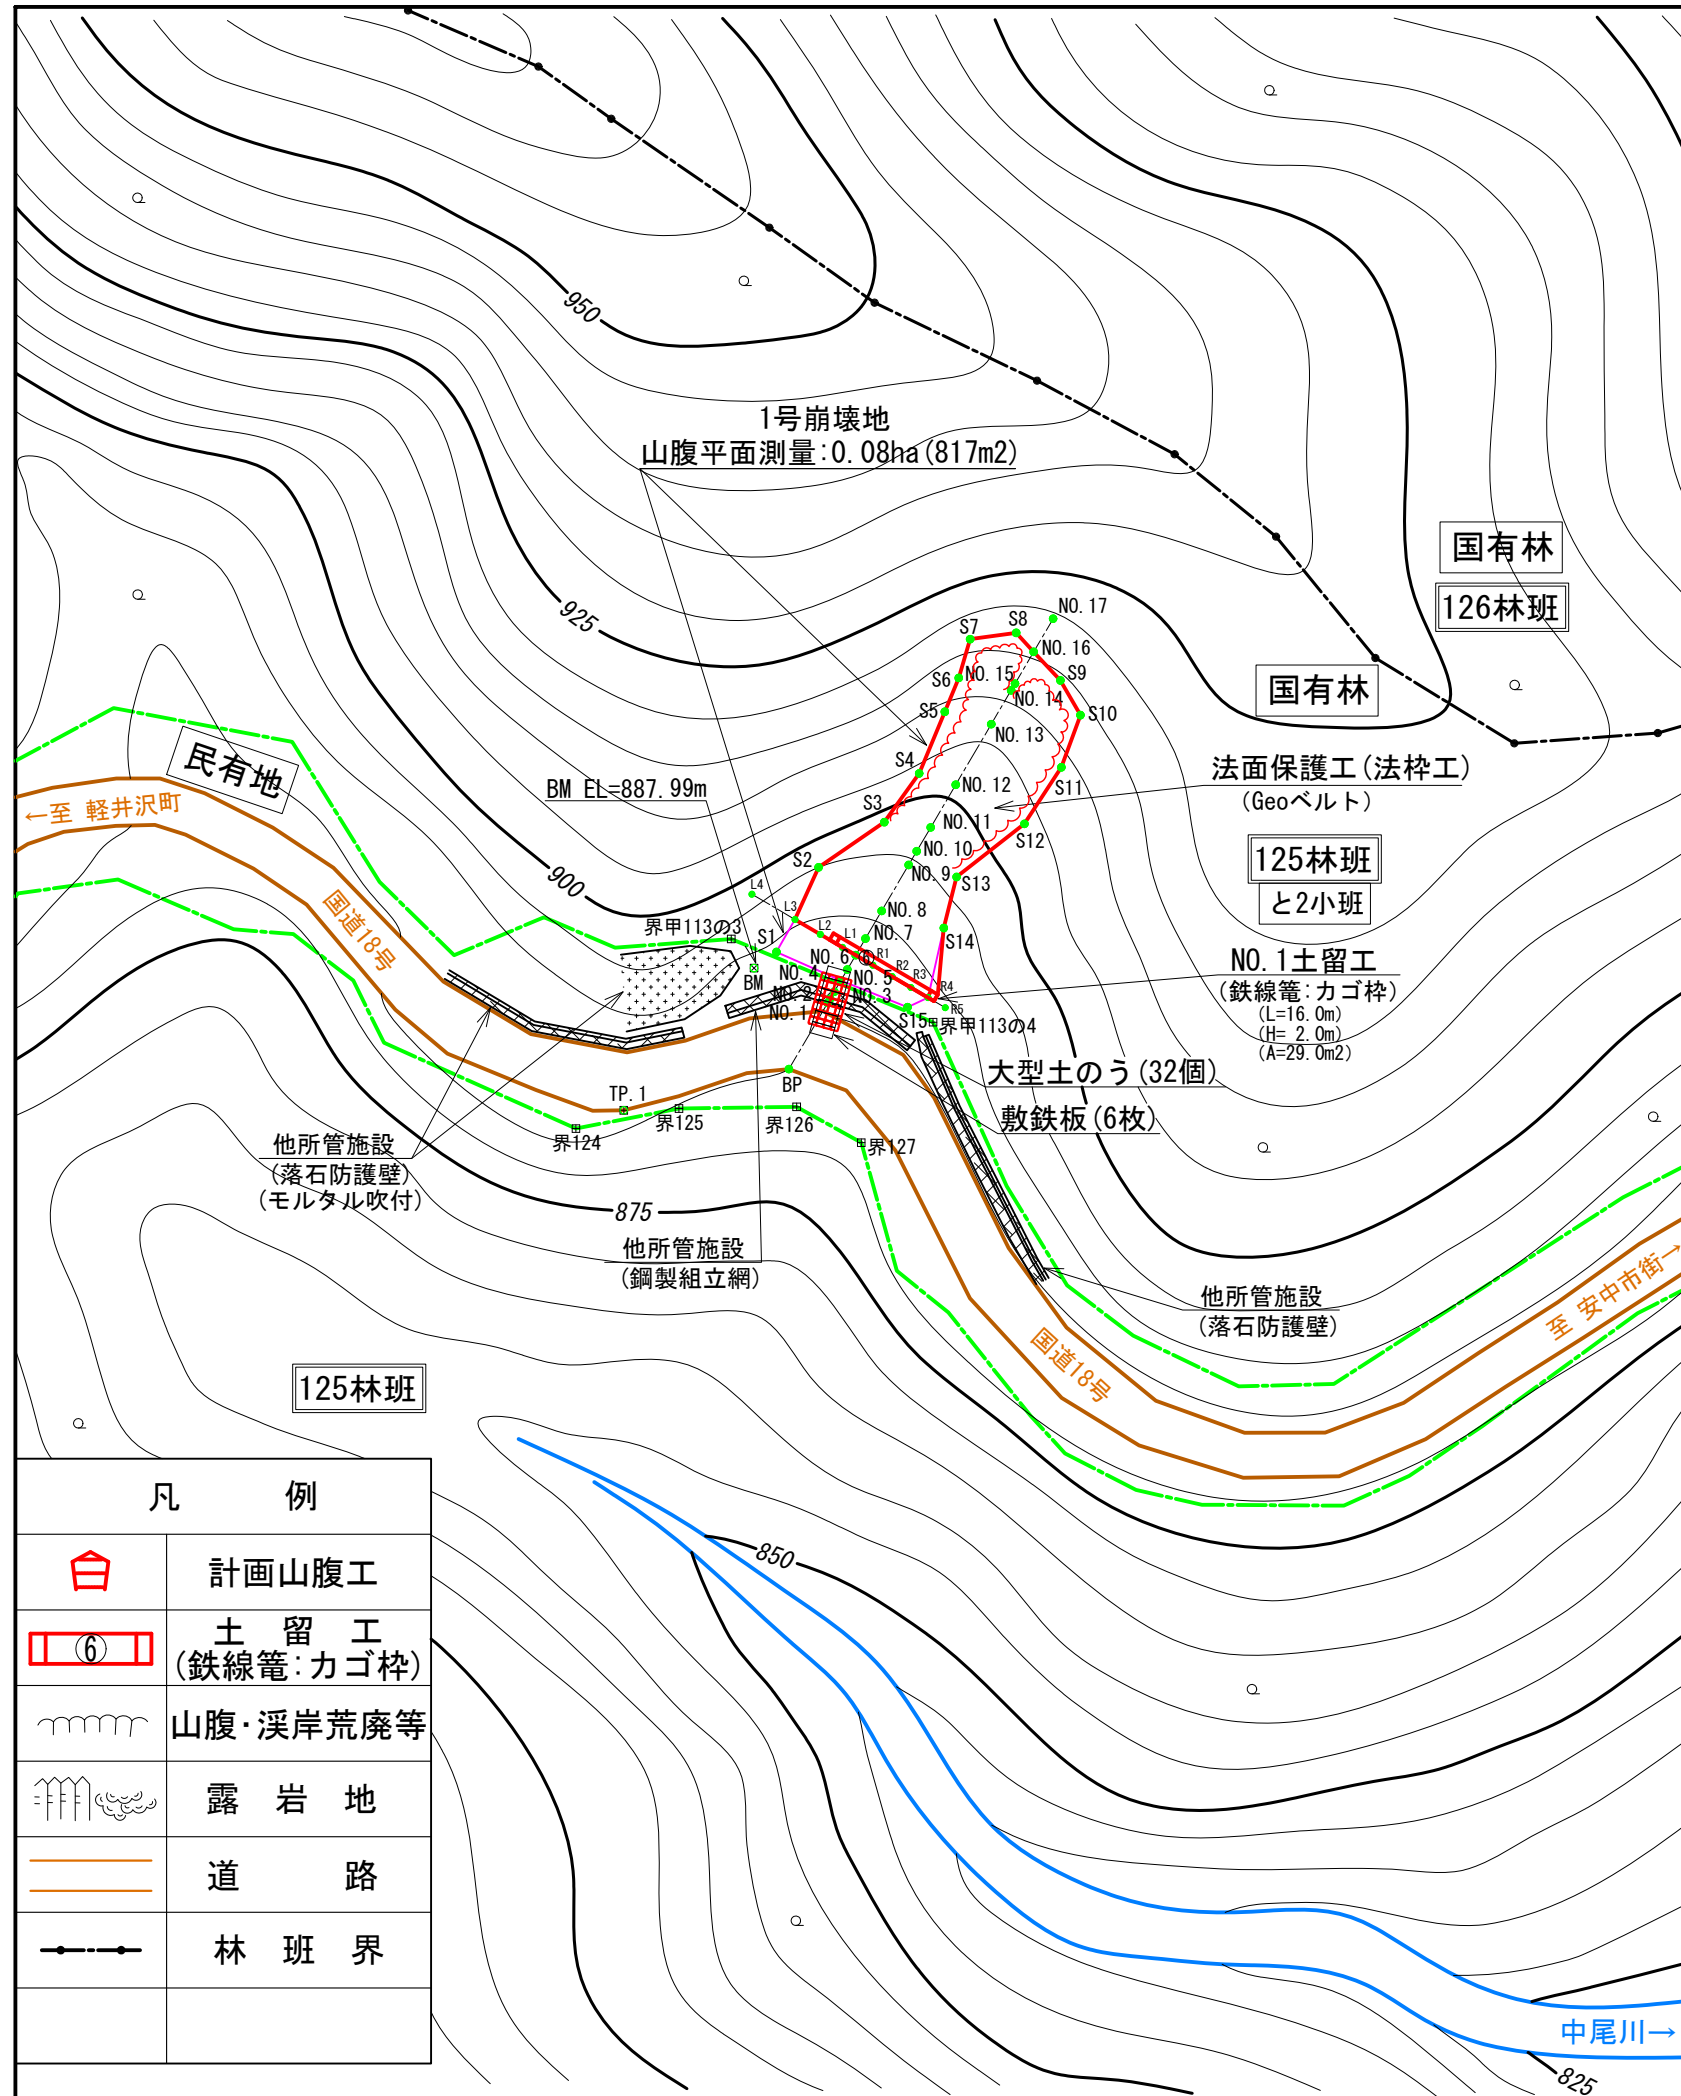 950
1号崩壊地
山腹平面測量:0.08ha(817m2)
国有林
126林班
925
NO.17
S7
S8
NO.16
S6
NO.15
S9
NO.14
国有林
S5
S10
NO.13
民有地
S4
法面保護工(法枠工)
(Geoベルト)
BM EL=887.99m
NO.12
S11
←至 軽井沢町
S3
NO.11
S12
S2
NO.10
125林班
と2小班
900
NO.9
S13
L4
国道18号
L3
NO.8
界甲113の3
S1
L2
L1
NO.7
S14
NO.6
⑥
R1
R2
R3
R4
R5
BM
NO.4
NO.5
NO.2
NO.3
NO.1
S15
界甲113の4
NO.1土留工
(鉄線篭:カゴ枠)
(L=16.0m)
(H= 2.0m)
(A=29.0m2)
大型土のう(32個)
敷鉄板(6枚)
BP
TP.1
界124
界125
界126
界127
他所管施設
(落石防護壁)
(モルタル吹付)
875
他所管施設
(鋼製組立網)
他所管施設
(落石防護壁)
至 安中市街→
国道18号
125林班
850
凡 例
計画山腹工
⑥
土 留 工
(鉄線篭:カゴ枠)
山腹・渓岸荒廃等
露 岩 地
道 路
林 班 界
中尾川→
825